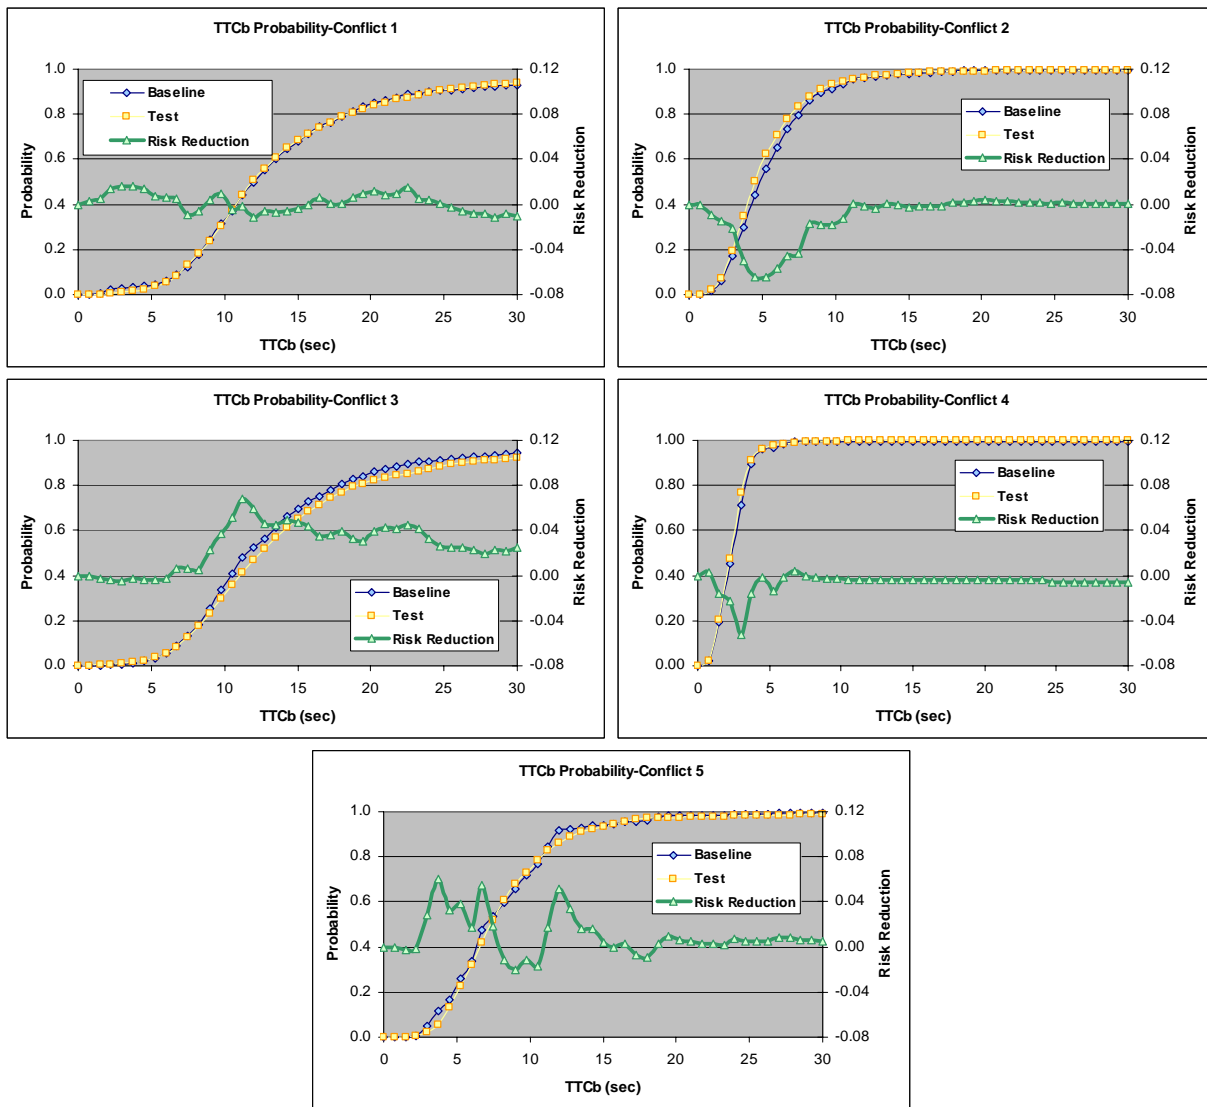 TTCb Probability-Conflict 1
1.0
0.8
0.6
0.4
0.2
0.0
Probability
0.12
0.08
0.04
0.00
-0.04
-0.08
Risk Reduction
Baseline
Test
Risk Reduction
0 5 10 15 20 25 30
TTCb (sec)
TTCb Probability-Conflict 2
1.0
0.8
0.6
0.4
0.2
0.0
Probability
0.12
0.08
0.04
0.00
-0.04
-0.08
Risk Reduction
Baseline
Test
Risk Reduction
0 5 10 15 20 25 30
TTCb (sec)
TTCb Probability-Conflict 3
1.0
0.8
0.6
0.4
0.2
0.0
Probability
0.12
0.08
0.04
0.00
-0.04
-0.08
Risk Reduction
Baseline
Test
Risk Reduction
0 5 10 15 20 25 30
TTCb (sec)
TTCb Probability-Conflict 4
1.00
0.80
0.60
0.40
0.20
0.00
Probability
0.12
0.08
0.04
0.00
-0.04
-0.08
Risk Reduction
Baseline
Test
Risk Reduction
0 5 10 15 20 25 30
TTCb (sec)
TTCb Probability-Conflict 5
1.0
0.8
0.6
0.4
0.2
0.0
Probability
0.12
0.08
0.04
0.00
-0.04
-0.08
Risk Reduction
Baseline
Test
Risk Reduction
0 5 10 15 20 25 30
TTCb (sec)